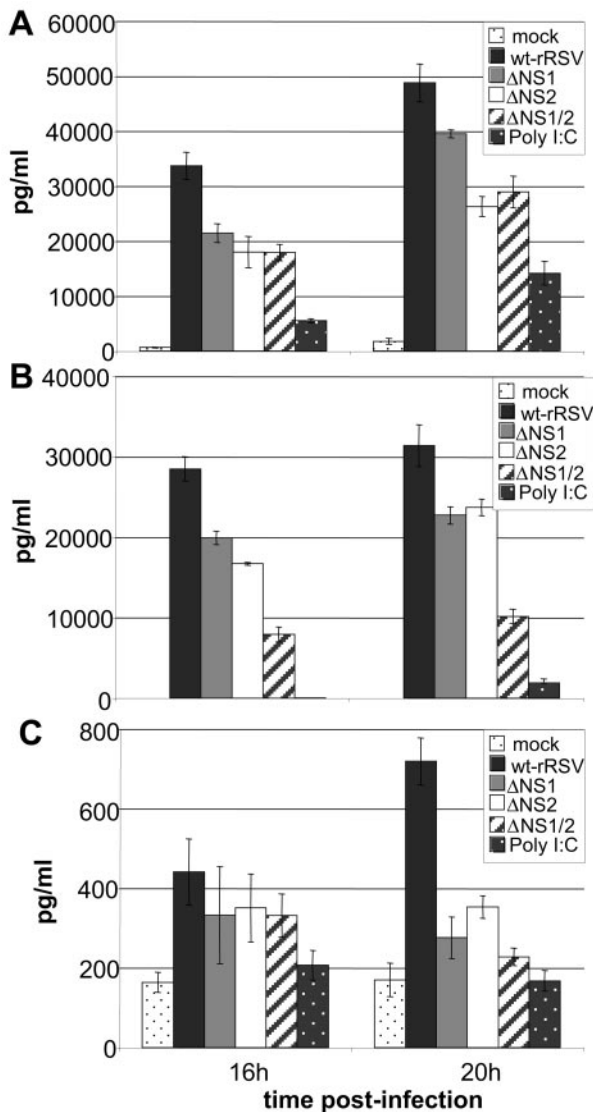 A
60000
50000
40000
30000
20000
10000
0
pg/ml
mock
wt-rRSV
ΔNS1
ΔNS2
ΔNS1/2
Poly I:C
B
40000
30000
20000
10000
0
pg/ml
mock
wt-rRSV
ΔNS1
ΔNS2
ΔNS1/2
Poly I:C
C
800
600
400
200
0
pg/ml
mock
wt-rRSV
ΔNS1
ΔNS2
ΔNS1/2
Poly I:C
16h 20h
time post-infection